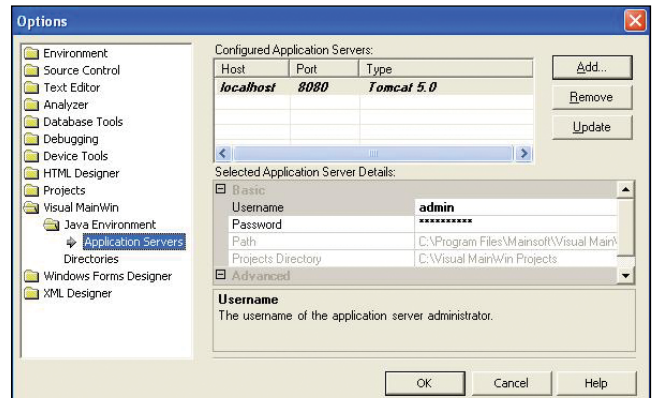 Options
Environment
Source Control
Text Editor
Analyzer
Database Tools
Debugging
Device Tools
HTML Designer
Projects
Visual MainWin
Java Environment
Application Servers
Directories
Windows Forms Designer
XML Designer
Configured Application Servers:
Host Port Type
localhost 8080 Tomcat 5.0
Add...
Remove
Update
Selected Application Server Details:
Basic
Username admin
Password **********
Path C:\Program Files\Mainsoft\Visual Main\
Projects Directory C:\Visual MainWin Projects
Advanced
Username
The username of the application server administrator.
OK Cancel Help